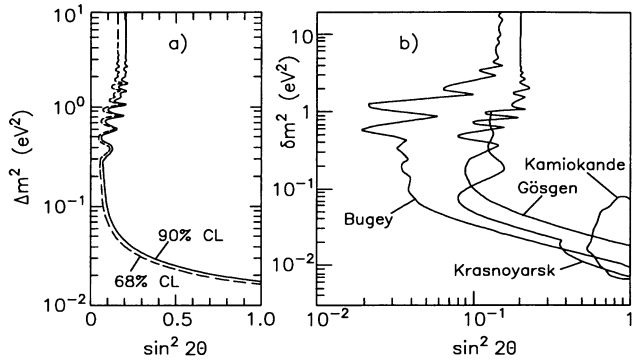 a)
10¹
10⁰
10⁻¹
10⁻²
Δm² (eV²)
90% CL
68% CL
0
0.5
1.0
sin² 2θ
b)
10
1
10⁻¹
10⁻²
δm² (eV²)
Kamiokande
Gösgen
Bugey
Krasnoyarsk
10⁻²
10⁻¹
1
sin² 2θ